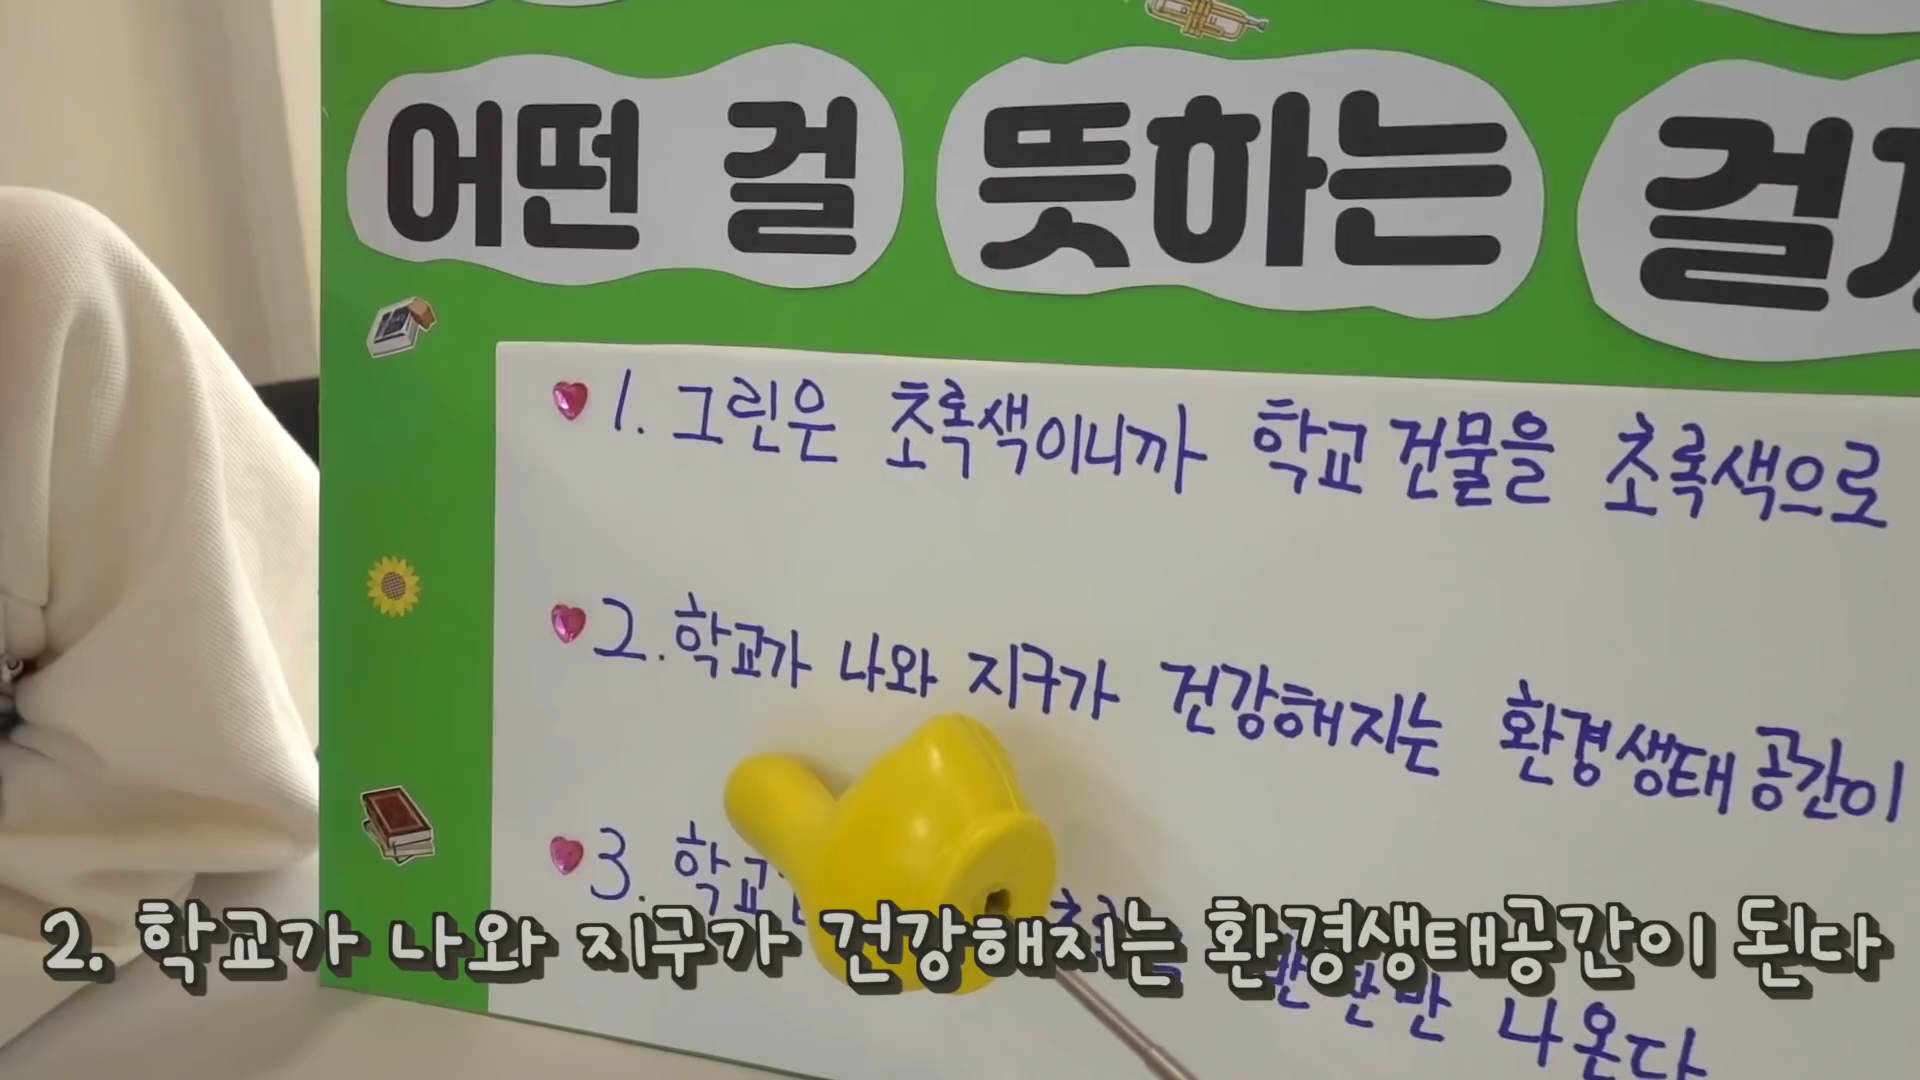 어떤 걸 뜻하는 걸
1. 그린은 초록색이니까 학교 건물을 초록색으로
2. 학교가 나와 지구가 건강해지는 환경생태공간이
3. 학교 반찬만 나온다
2. 학교가 나와 지구가 건강해지는 환경생태공간이 된다